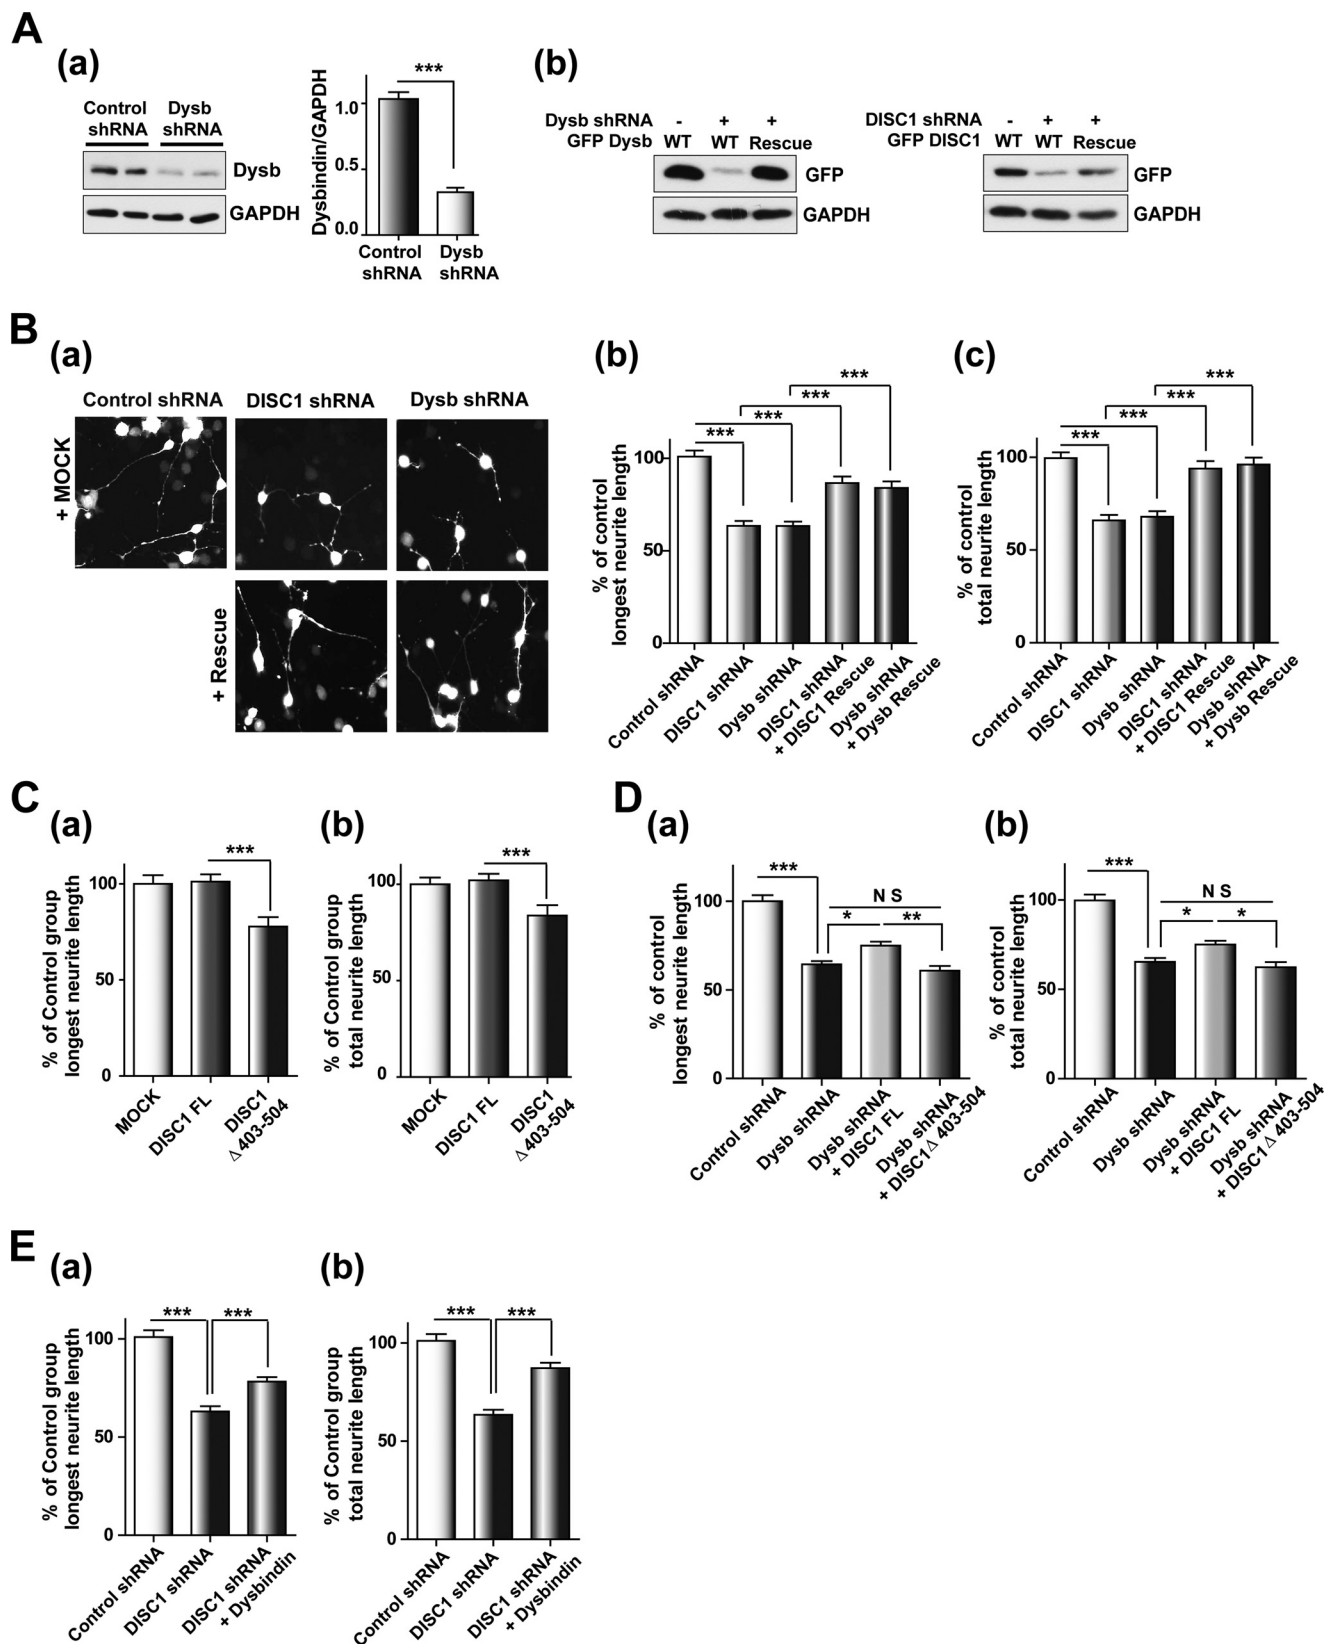 A
(a)
Control shRNA
Dysb shRNA
Dysb
GAPDH
Dysbindin/GAPDH
1.0
0.5
0.0
***
Control shRNA
Dysb shRNA
(b)
Dysb shRNA - + +
GFP Dysb WT WT Rescue
GFP
GAPDH
DISC1 shRNA - + +
GFP DISC1 WT WT Rescue
GFP
GAPDH
B
(a)
Control shRNA DISC1 shRNA Dysb shRNA
+ MOCK
+ Rescue
(b)
% of control
longest neurite length
100
50
0
***
***
***
***
Control shRNA
DISC1 shRNA
Dysb shRNA
DISC1 shRNA
+ DISC1 Rescue
Dysb shRNA
+ Dysb Rescue
(c)
% of control
total neurite length
100
50
0
***
***
***
***
Control shRNA
DISC1 shRNA
Dysb shRNA
DISC1 shRNA
+ DISC1 Rescue
Dysb shRNA
+ Dysb Rescue
C
(a)
% of Control group
longest neurite length
100
50
0
***
MOCK
DISC1 FL
DISC1
Δ403-504
(b)
% of Control group
total neurite length
100
50
0
***
MOCK
DISC1 FL
DISC1
Δ403-504
D
(a)
% of control
longest neurite length
100
50
0
***
N S
*
**
Control shRNA
Dysb shRNA
Dysb shRNA
+ DISC1 FL
Dysb shRNA
+ DISC1Δ 403-504
(b)
% of control
total neurite length
100
50
0
***
N S
*
*
Control shRNA
Dysb shRNA
Dysb shRNA
+ DISC1 FL
Dysb shRNA
+ DISC1Δ 403-504
E
(a)
% of Control group
longest neurite length
100
50
0
***
***
Control shRNA
DISC1 shRNA
DISC1 shRNA
+ Dysbindin
(b)
% of Control group
total neurite length
100
50
0
***
***
Control shRNA
DISC1 shRNA
DISC1 shRNA
+ Dysbindin